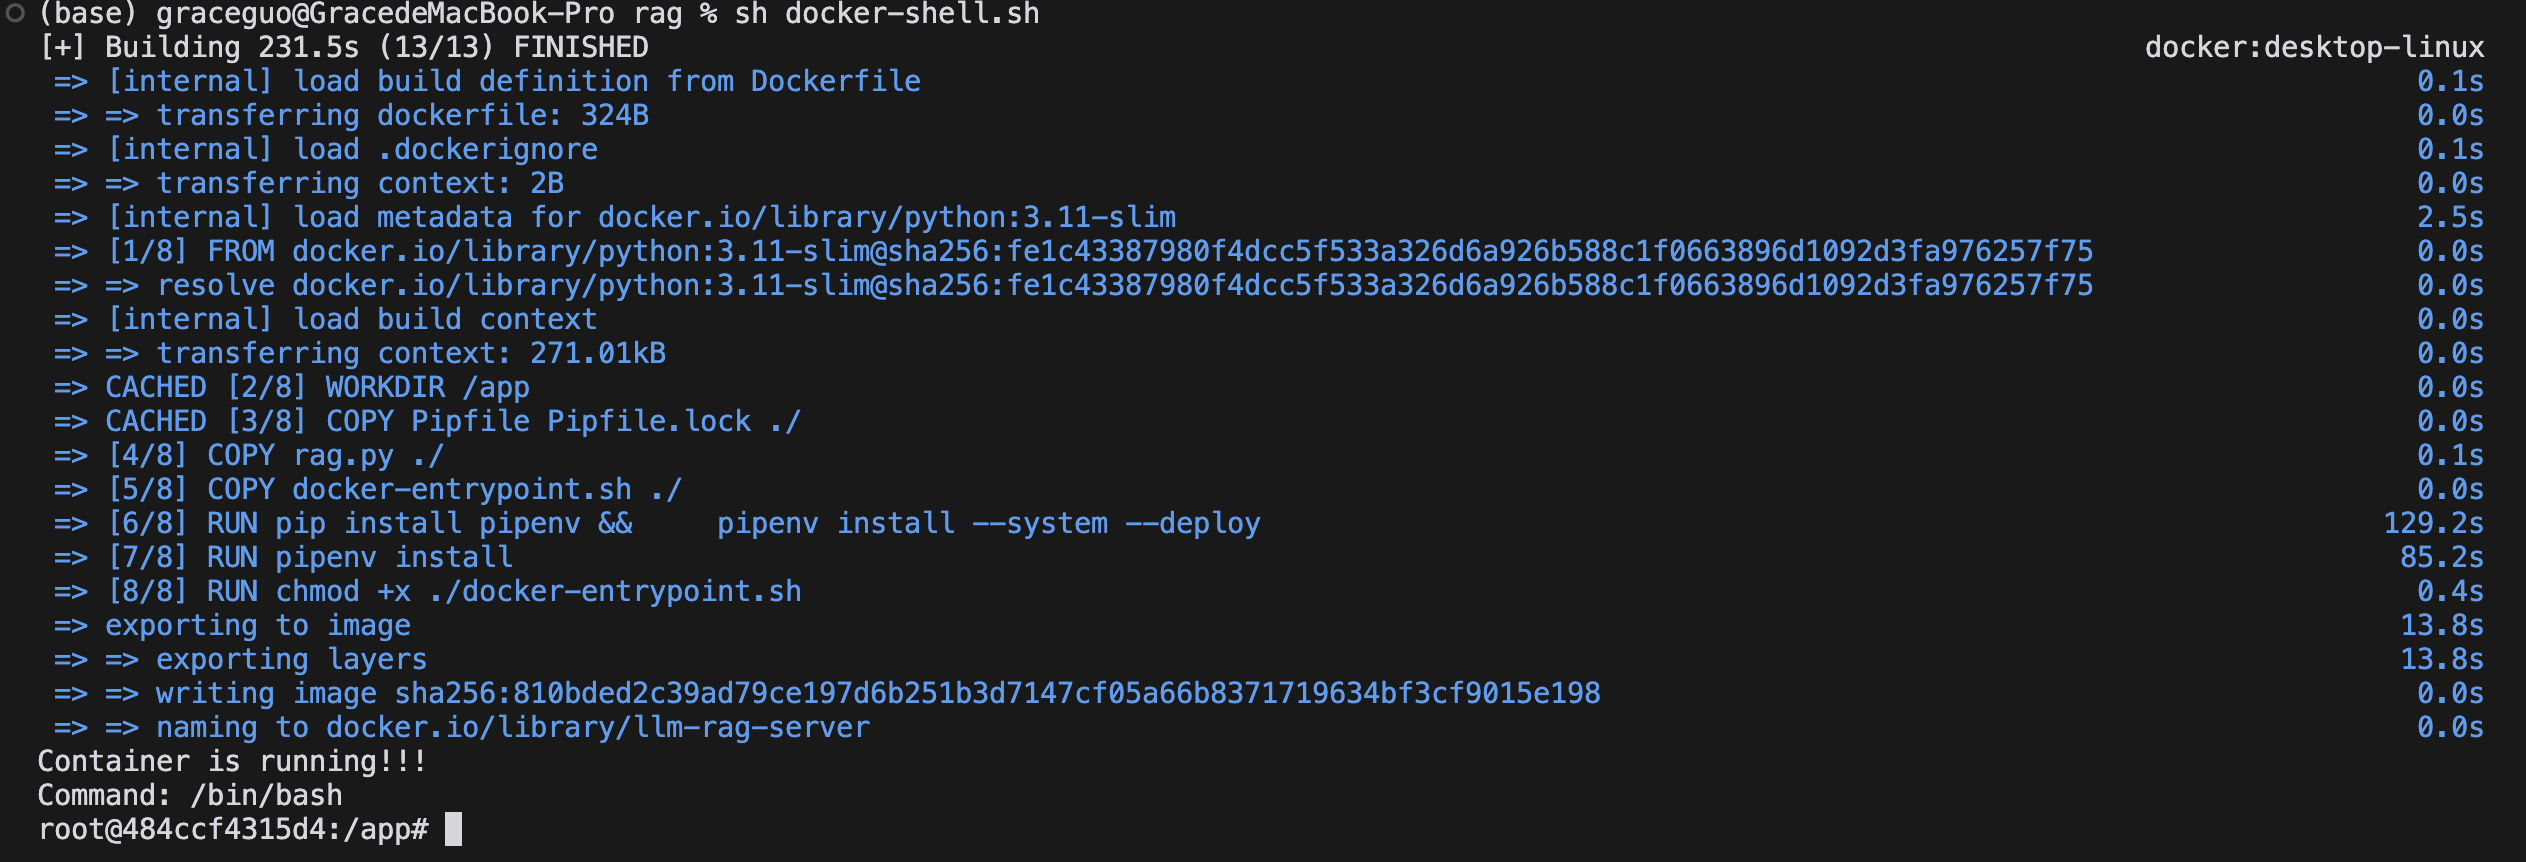 (base) graceguo@GracedeMacBook-Pro rag % sh docker-shell.sh
[+] Building 231.5s (13/13) FINISHED docker:desktop-linux
=> [internal] load build definition from Dockerfile 0.1s
=> => transferring dockerfile: 324B 0.0s
=> [internal] load .dockerignore 0.1s
=> => transferring context: 2B 0.0s
=> [internal] load metadata for docker.io/library/python:3.11-slim 2.5s
=> [1/8] FROM docker.io/library/python:3.11-slim@sha256:fe1c43387980f4dcc5f533a326d6a926b588c1f0663896d1092d3fa976257f75 0.0s
=> => resolve docker.io/library/python:3.11-slim@sha256:fe1c43387980f4dcc5f533a326d6a926b588c1f0663896d1092d3fa976257f75 0.0s
=> [internal] load build context 0.0s
=> => transferring context: 271.01kB 0.0s
=> CACHED [2/8] WORKDIR /app 0.0s
=> CACHED [3/8] COPY Pipfile Pipfile.lock ./ 0.0s
=> [4/8] COPY rag.py ./ 0.1s
=> [5/8] COPY docker-entrypoint.sh ./ 0.0s
=> [6/8] RUN pip install pipenv &&     pipenv install --system --deploy 129.2s
=> [7/8] RUN pipenv install 85.2s
=> [8/8] RUN chmod +x ./docker-entrypoint.sh 0.4s
=> exporting to image 13.8s
=> => exporting layers 13.8s
=> => writing image sha256:810bded2c39ad79ce197d6b251b3d7147cf05a66b8371719634bf3cf9015e198 0.0s
=> => naming to docker.io/library/llm-rag-server 0.0s
Container is running!!!
Command: /bin/bash
root@484ccf4315d4:/app#